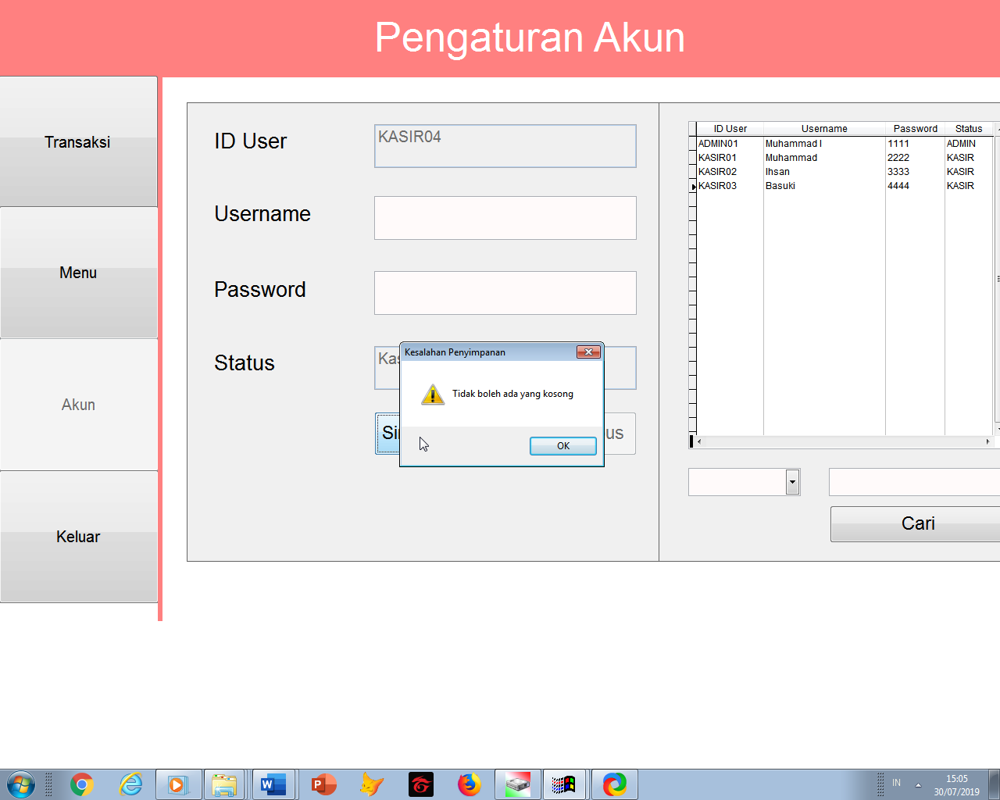 Pengaturan Akun
Transaksi
Menu
Akun
Keluar
ID User
KASIR04
Username
Password
Status
Kas
Kesalahan Penyimpanan
Tidak boleh ada yang kosong
OK
Si
us
ID User Username Password Status
ADMIN01 Muhammad I 1111 ADMIN
KASIR01 Muhammad 2222 KASIR
KASIR02 Ihsan 3333 KASIR
KASIR03 Basuki 4444 KASIR
Cari
IN
15:05
30/07/2019